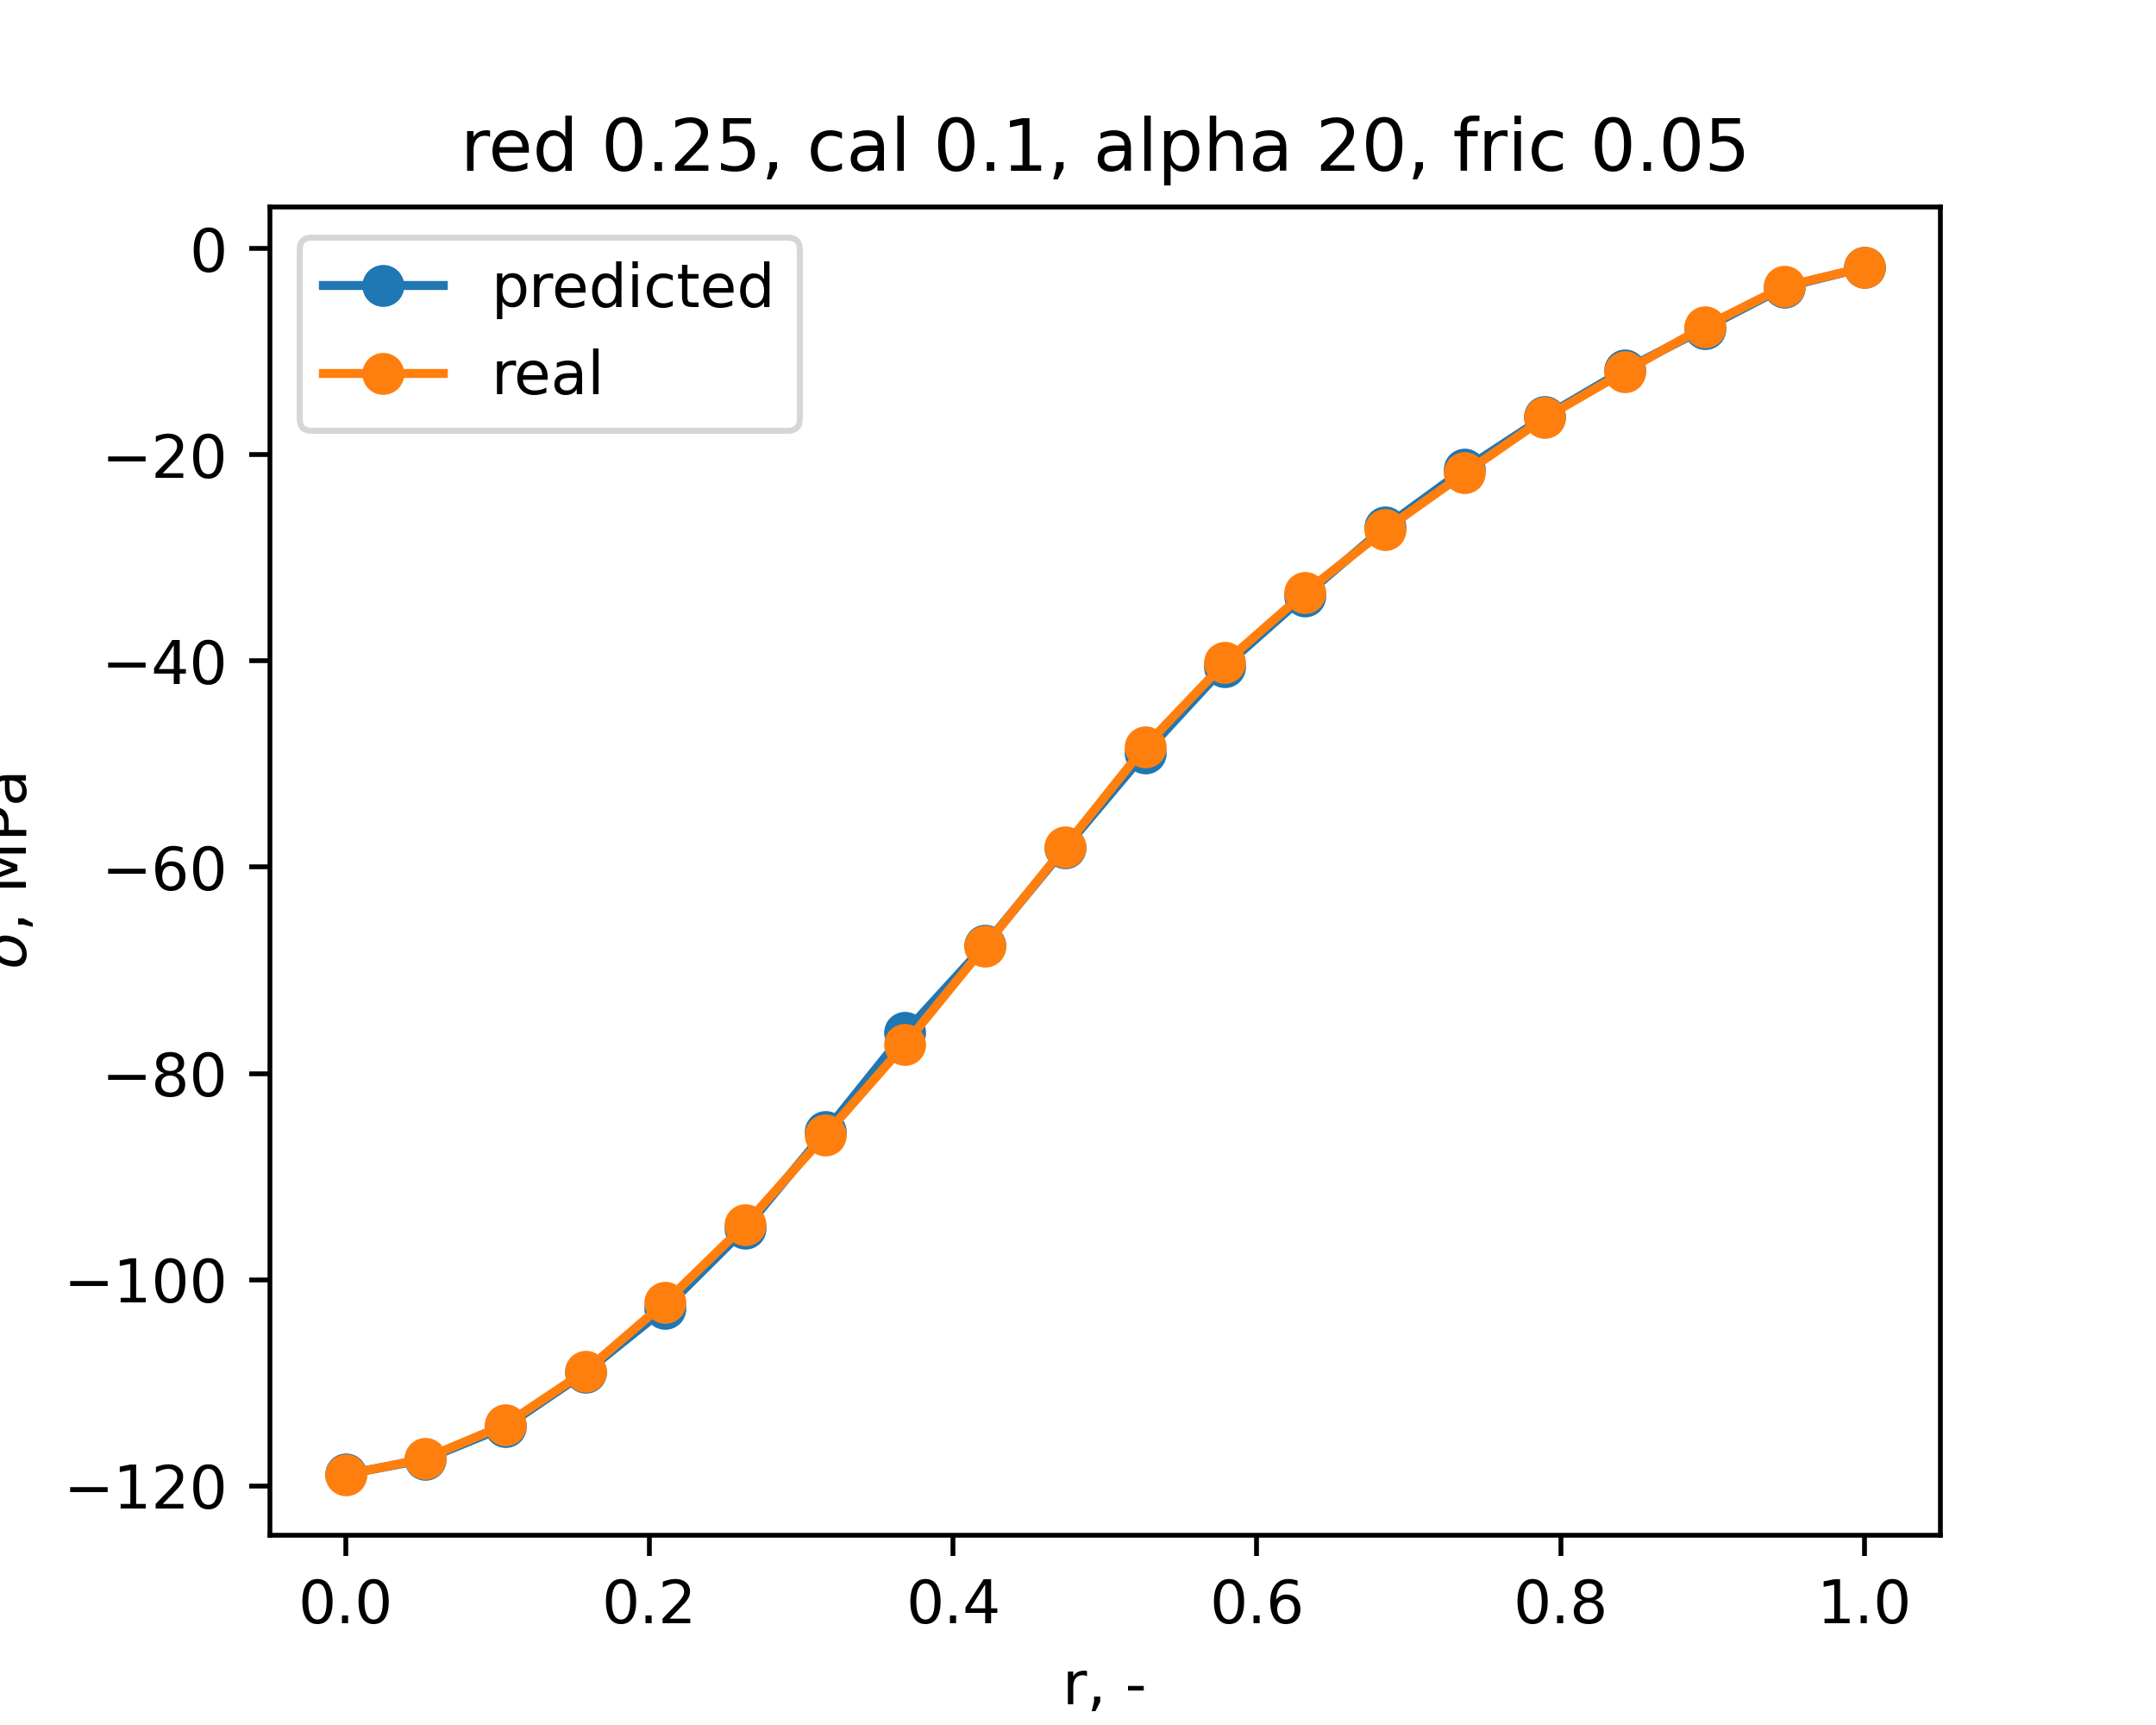 red 0.25, cal 0.1, alpha 20, fric 0.05
predicted
real
0
−20
−40
−60
−80
−100
−120
σ, MPa
0.0 0.2 0.4 0.6 0.8 1.0
r, -